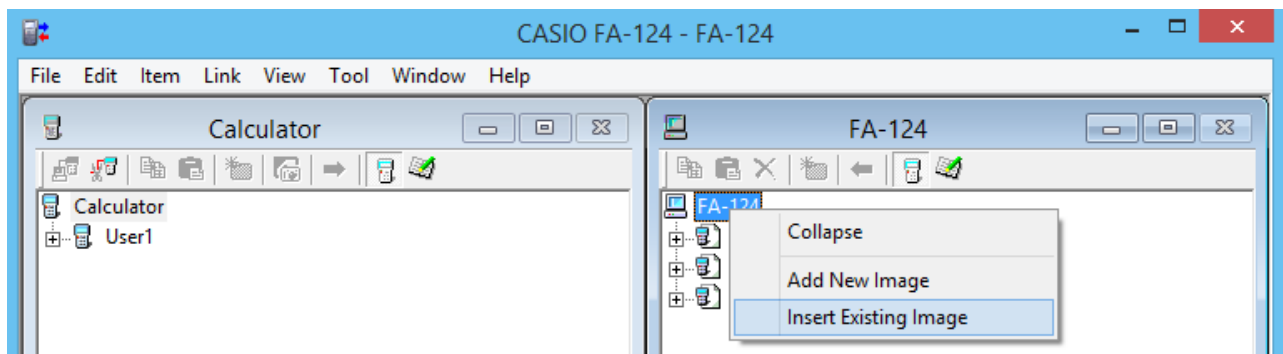 CASIO FA-124 - FA-124
File Edit Item Link View Tool Window Help
Calculator
FA-124
Calculator
User1
FA-124
Collapse
Add New Image
Insert Existing Image